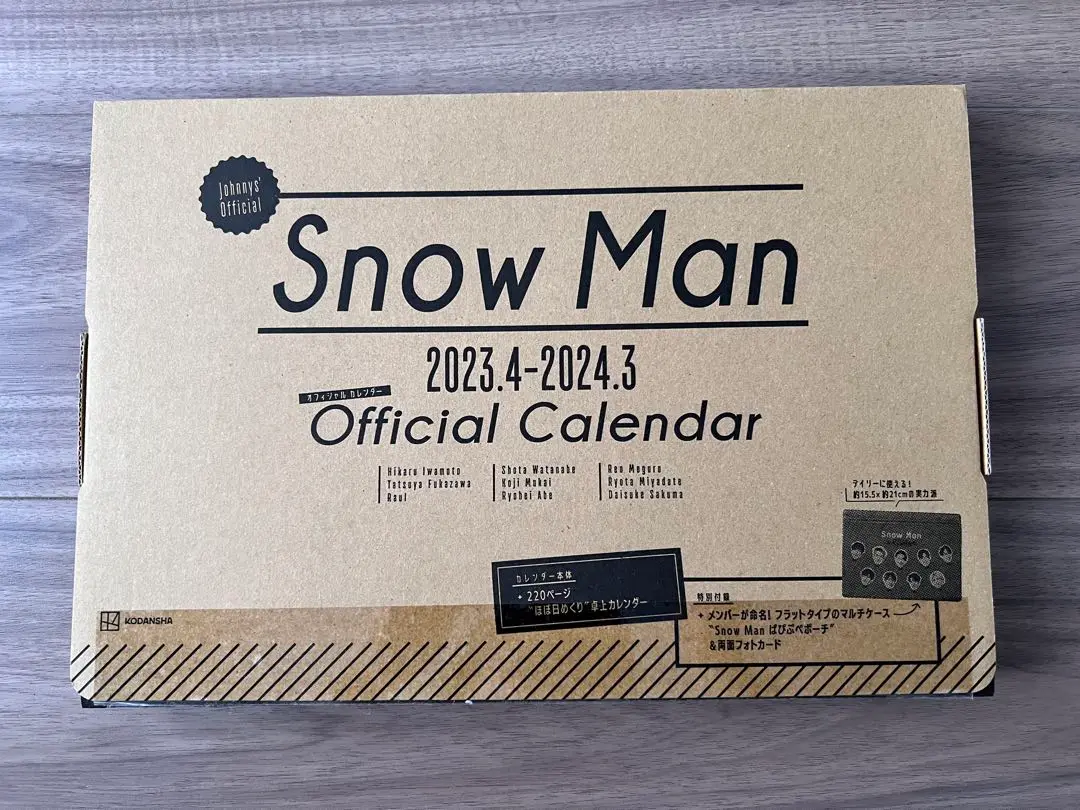 Johnnys'
Official
Snow Man
2023.4-2024.3
オフィシャルカレンダー
Official Calendar
Hikaru Iwamoto
Tatsuya Fukazawa
Raul
Shota Watanabe
Koji Mukai
Ryohei Abe
Ren Meguro
Ryota Miyadate
Daisuke Sakuma
デイリーに使える!
約15.5×約21cmの実力派
Snow Man
カレンダー本体
+ 220ページ
"ほぼ日めくり"卓上カレンダー
特別付録
+ メンバーが命名! フラットタイプのマルチケース
"Snow Man ぱぴぷぺポーチ"
&両面フォトカード
KODANSHA